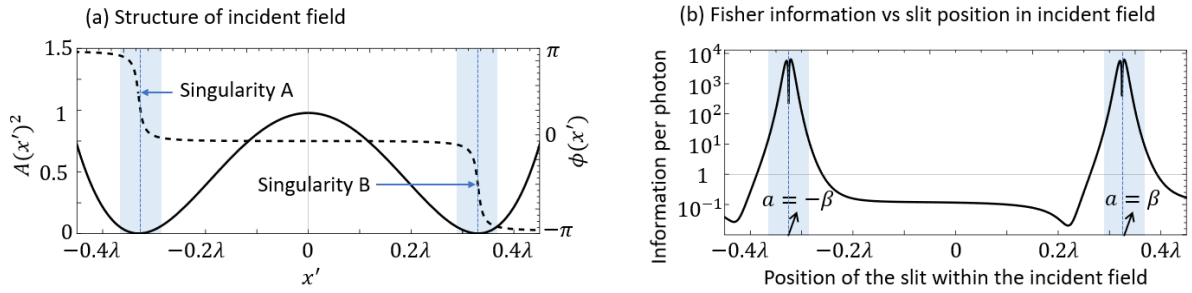 (a) Structure of incident field
1.5
1
0.5
0
A(x′)²
π
0
−π
ϕ(x′)
Singularity A
Singularity B
−0.4λ −0.2λ 0 0.2λ 0.4λ
x′
(b) Fisher information vs slit position in incident field
Information per photon
10⁴
10³
10²
10¹
1
10⁻¹
a = −β
a = β
−0.4λ −0.2λ 0 0.2λ 0.4λ
Position of the slit within the incident field